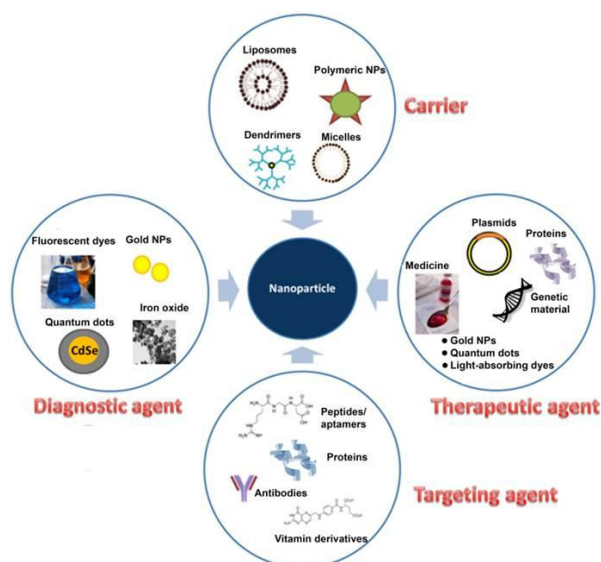 Liposomes
Polymeric NPs
Dendrimers
Micelles
Carrier
Fluorescent dyes
Gold NPs
Quantum dots
CdSe
Iron oxide
Diagnostic agent
Nanoparticle
Plasmids
Proteins
Medicine
Genetic
material
● Gold NPs
● Quantum dots
● Light-absorbing dyes
Therapeutic agent
Peptides/
aptamers
Proteins
Antibodies
Vitamin derivatives
Targeting agent